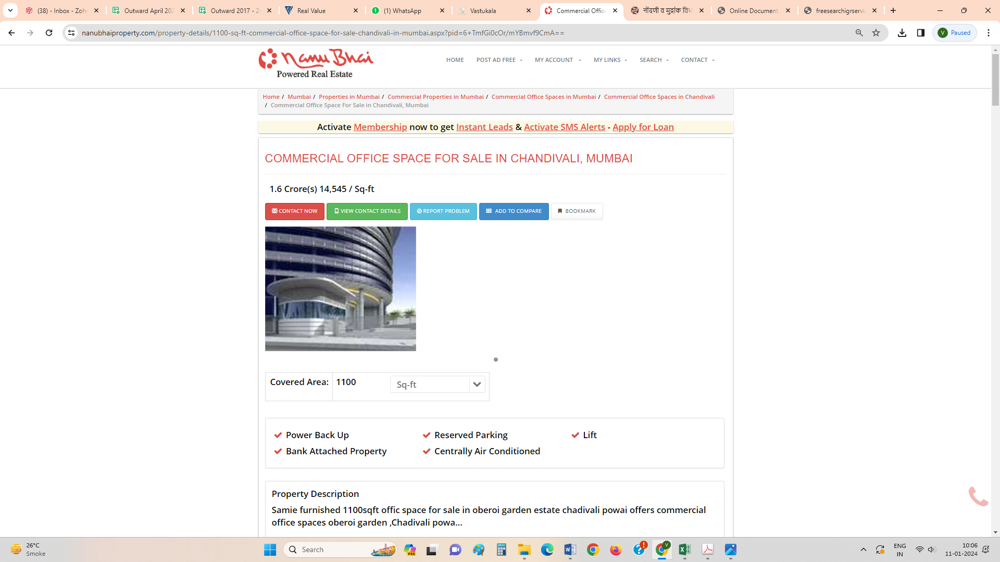 (38) - Inbox - Zoh
Outward April 202
Outward 2017 - 2
Real Value
(1) WhatsApp
Vastukala
Commercial Office
नोंदणी व मुद्रांक विभ
Online Document
freesearchigrservi
nanubhaiproperty.com/property-details/1100-sq-ft-commercial-office-space-for-sale-chandivali-in-mumbai.aspx?pid=6+TmfGi0cOr/mYBmvf9CmA==
V Paused
Nanu Bhai
Powered Real Estate
HOME POST AD FREE MY ACCOUNT MY LINKS SEARCH CONTACT
Home / Mumbai / Properties in Mumbai / Commercial Properties in Mumbai / Commercial Office Spaces in Mumbai / Commercial Office Spaces in Chandivali
/ Commercial Office Space For Sale in Chandivali, Mumbai
Activate Membership now to get Instant Leads & Activate SMS Alerts - Apply for Loan
COMMERCIAL OFFICE SPACE FOR SALE IN CHANDIVALI, MUMBAI
1.6 Crore(s) 14,545 / Sq-ft
CONTACT NOW VIEW CONTACT DETAILS REPORT PROBLEM ADD TO COMPARE BOOKMARK
Covered Area: 1100 Sq-ft
Power Back Up Reserved Parking Lift
Bank Attached Property Centrally Air Conditioned
Property Description
Samie furnished 1100sqft offic space for sale in oberoi garden estate chadivali powai offers commercial
office spaces oberoi garden ,Chadivali powa...
26°C
Smoke
Search
PRE
V
ENG
IN
10:06
11-01-2024